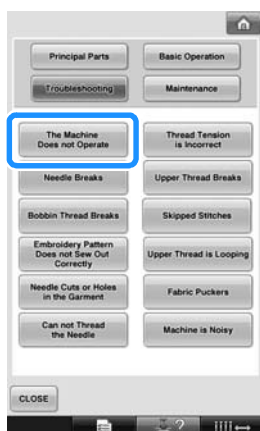 Principal Parts
Basic Operation
Troubleshooting
Maintenance
The Machine
Does not Operate
Thread Tension
is Incorrect
Needle Breaks
Upper Thread Breaks
Bobbin Thread Breaks
Skipped Stitches
Embroidery Pattern
Does not Sew Out
Correctly
Upper Thread is Looping
Needle Cuts or Holes
in the Garment
Fabric Puckers
Can not Thread
the Needle
Machine is Noisy
CLOSE
?